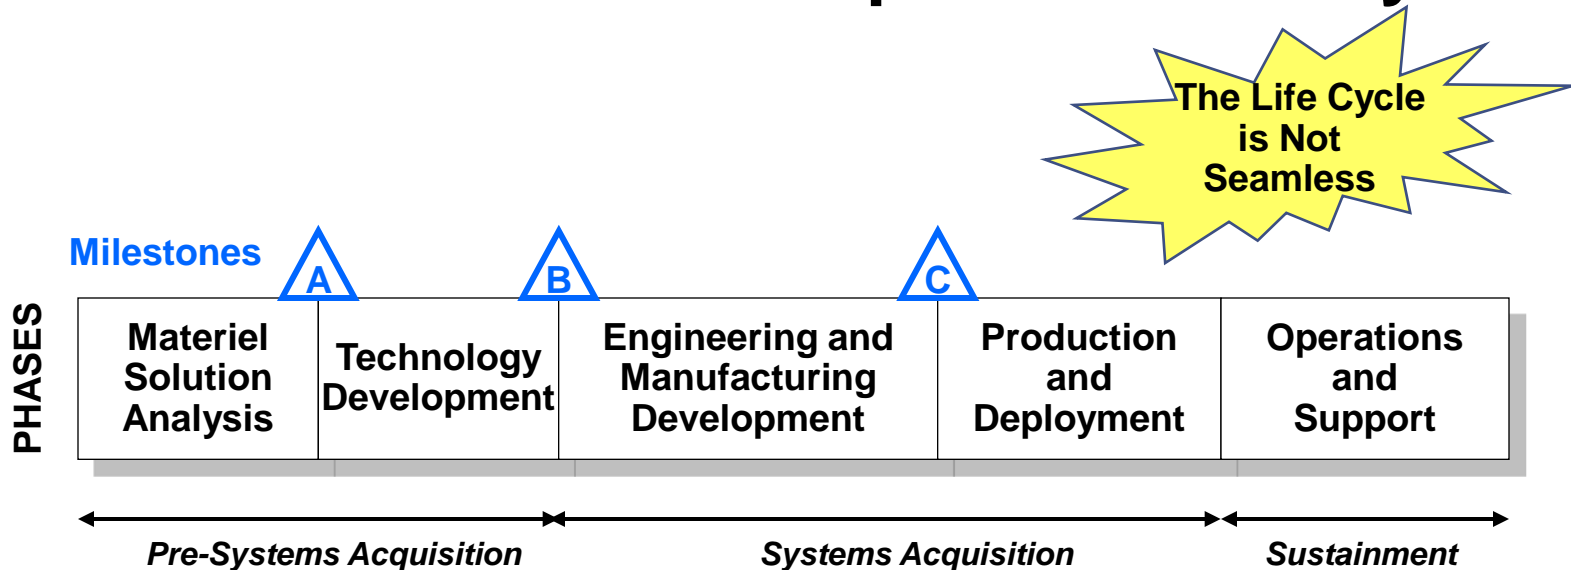 The Life Cycle
is Not
Seamless
Milestones
A
B
C
PHASES
Materiel
Solution
Analysis
Technology
Development
Engineering and
Manufacturing
Development
Production
and
Deployment
Operations
and
Support
Pre-Systems Acquisition
Systems Acquisition
Sustainment